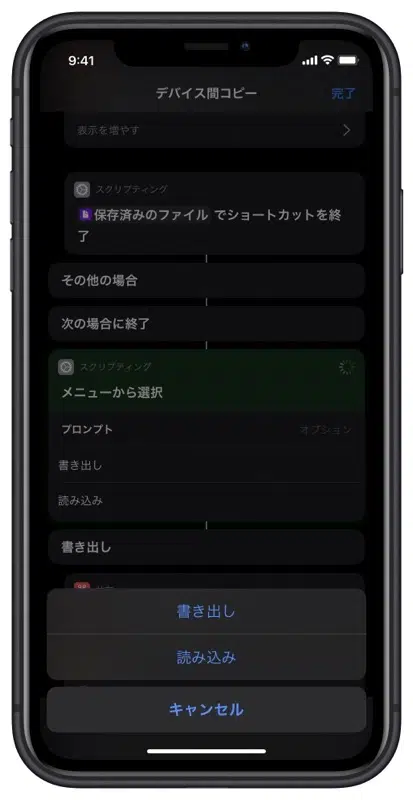 9:41
デバイス間コピー
完了
表示を増やす
スクリプティング
保存済みのファイル でショートカットを終
了
その他の場合
次の場合に終了
スクリプティング
メニューから選択
プロンプト
オプション
書き出し
読み込み
書き出し
書き出し
読み込み
キャンセル